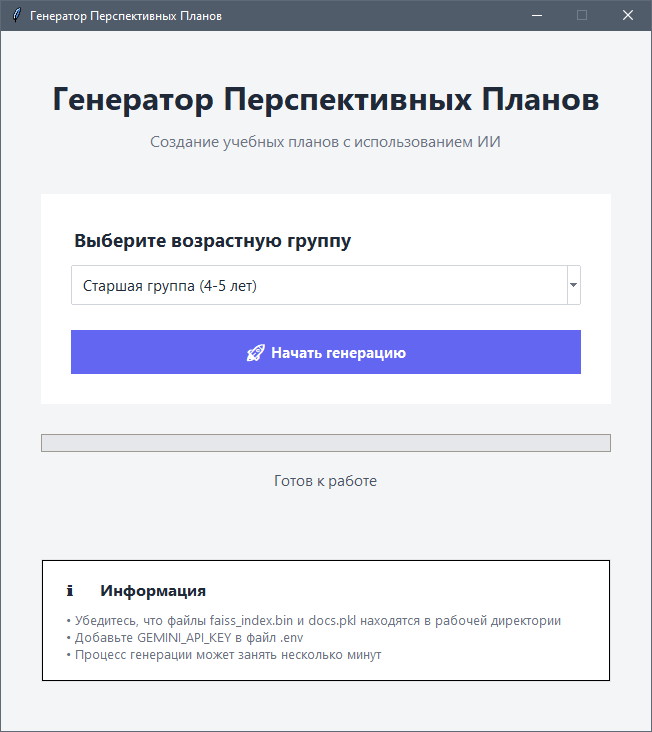 Генератор Перспективных Планов
Генератор Перспективных Планов
Создание учебных планов с использованием ИИ
Выберите возрастную группу
Старшая группа (4-5 лет)
🚀 Начать генерацию
Готов к работе
ℹ Информация
• Убедитесь, что файлы faiss_index.bin и docs.pkl находятся в рабочей директории
• Добавьте GEMINI_API_KEY в файл .env
• Процесс генерации может занять несколько минут